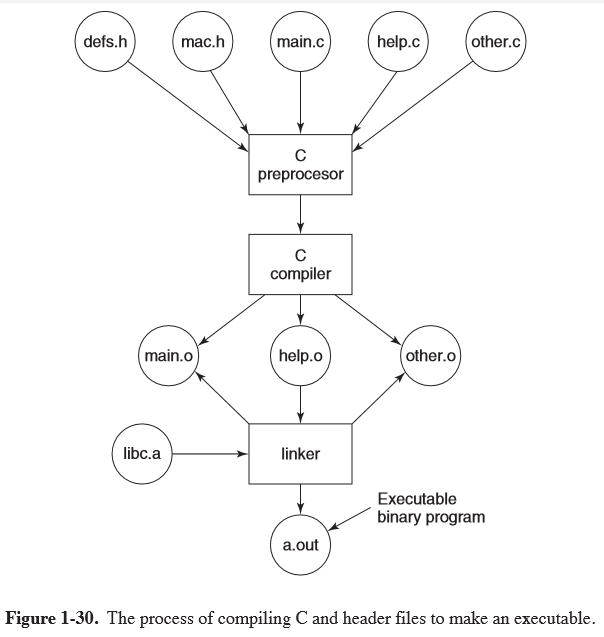 defs.h
mac.h
main.c
help.c
other.c
C
preprocesor
C
compiler
main.o
help.o
other.o
libc.a
linker
Executable
binary program
a.out
Figure 1-30. The process of compiling C and header files to make an executable.